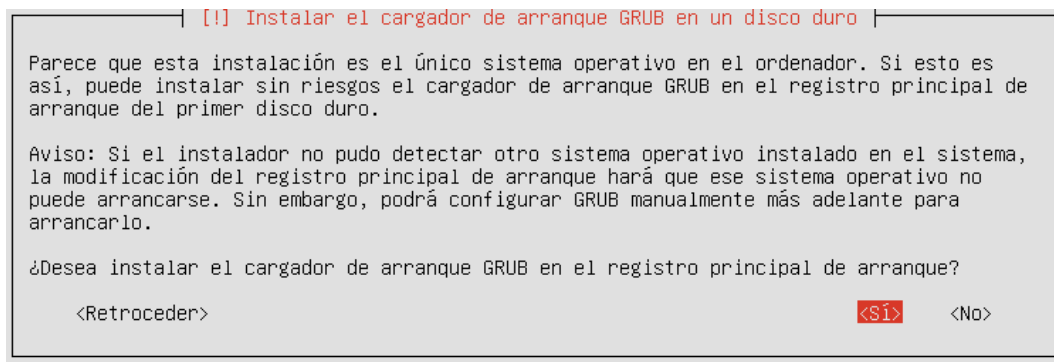 [!] Instalar el cargador de arranque GRUB en un disco duro
Parece que esta instalación es el único sistema operativo en el ordenador. Si esto es
así, puede instalar sin riesgos el cargador de arranque GRUB en el registro principal de
arranque del primer disco duro.
Aviso: Si el instalador no pudo detectar otro sistema operativo instalado en el sistema,
la modificación del registro principal de arranque hará que ese sistema operativo no
puede arrancarse. Sin embargo, podrá configurar GRUB manualmente más adelante para
arrancarlo.
¿Desea instalar el cargador de arranque GRUB en el registro principal de arranque?
<Retroceder> <Sí> <No>